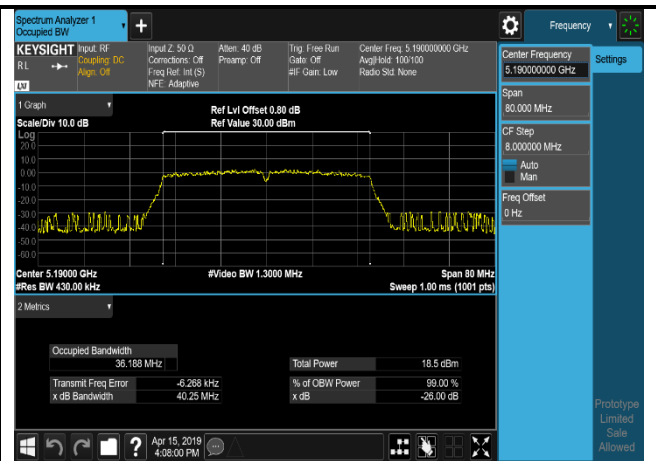 Spectrum Analyzer 1
Occupied BW
Frequency
KEYSIGHT
RL
Input: RF
Coupling: DC
Align: Off
Input Z: 50 Ω
Corrections: Off
Freq Ref: Int (S)
NFE: Adaptive
Atten: 40 dB
Preamp: Off
Trig: Free Run
Gate: Off
#IF Gain: Low
Center Freq: 5.190000000 GHz
Avg|Hold: 100/100
Radio Std: None
1 Graph
Scale/Div 10.0 dB
Ref Lvl Offset 0.80 dB
Ref Value 30.00 dBm
Log
20.0
10.0
0.00
-10.0
-20.0
-30.0
-40.0
-50.0
-60.0
Center 5.19000 GHz
#Video BW 1.3000 MHz
Span 80 MHz
#Res BW 430.00 kHz
Sweep 1.00 ms (1001 pts)
2 Metrics
Occupied Bandwidth
36.188 MHz
Total Power 18.5 dBm
Transmit Freq Error -6.268 kHz
% of OBW Power 99.00 %
x dB Bandwidth 40.25 MHz
x dB -26.00 dB
Apr 15, 2019
4:08:00 PM
Center Frequency
5.190000000 GHz
Settings
Span
80.000 MHz
CF Step
8.000000 MHz
Auto
Man
Freq Offset
0 Hz
Prototype
Limited
Sale
Allowed